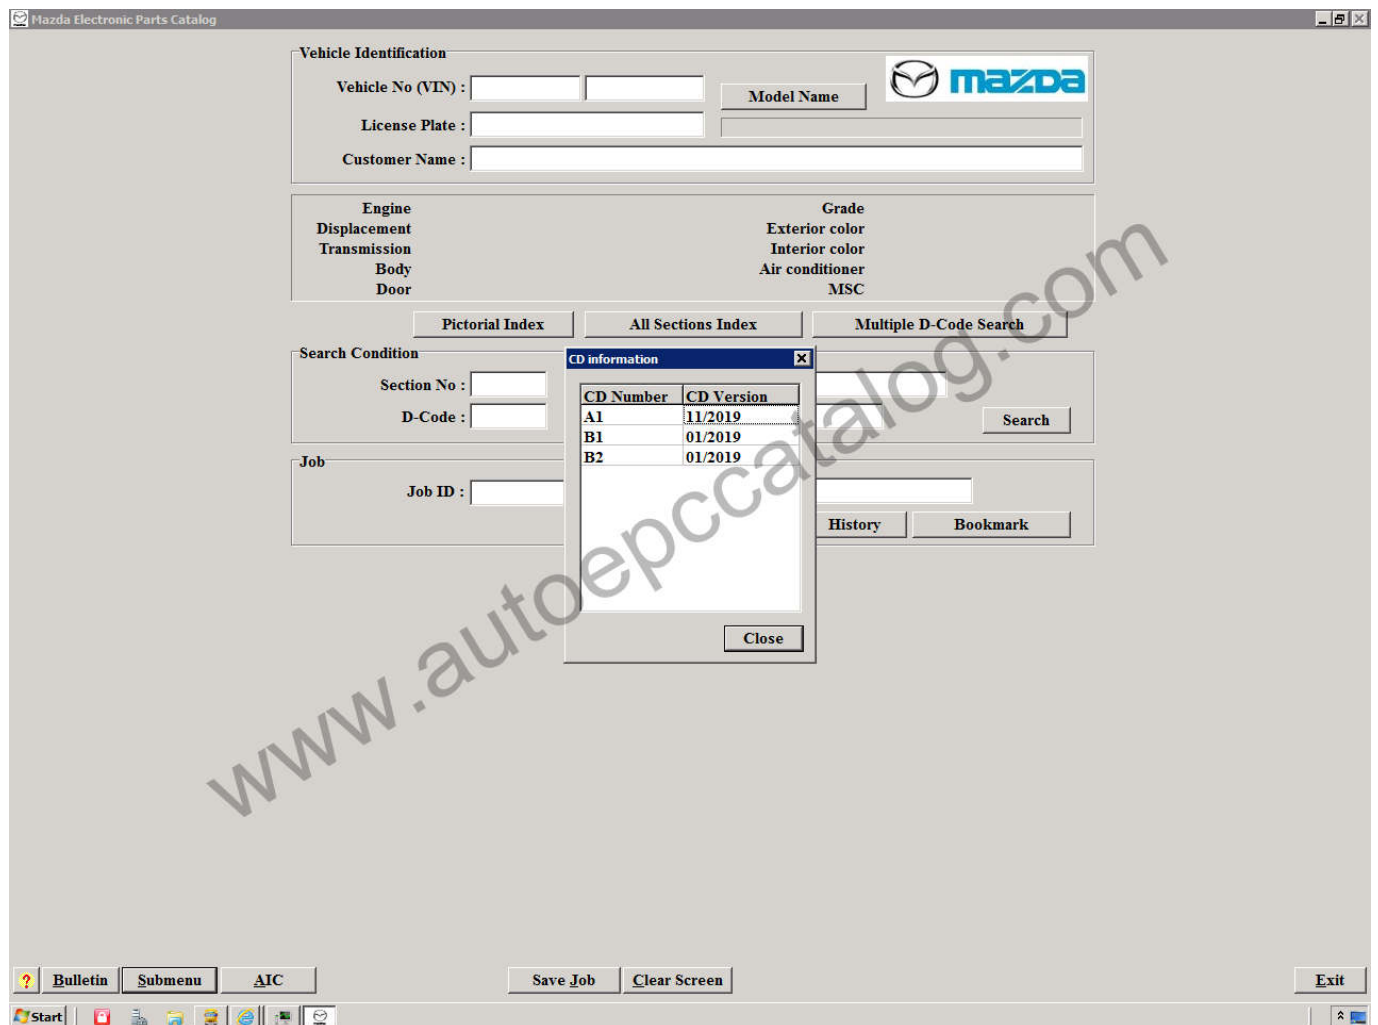 Mazda Electronic Parts Catalog
Vehicle Identification
Vehicle No (VIN) :
Model Name
mazda
License Plate :
Customer Name :
Engine
Grade
Displacement
Exterior color
Transmission
Interior color
Body
Air conditioner
Door
MSC
Pictorial Index
All Sections Index
Multiple D-Code Search
Search Condition
Section No :
D-Code :
Search
CD information
CD Number CD Version
A1 11/2019
B1 01/2019
B2 01/2019
Close
Job
Job ID :
History
Bookmark
www.autoepccatalog.com
? Bulletin Submenu AIC Save Job Clear Screen Exit
Start